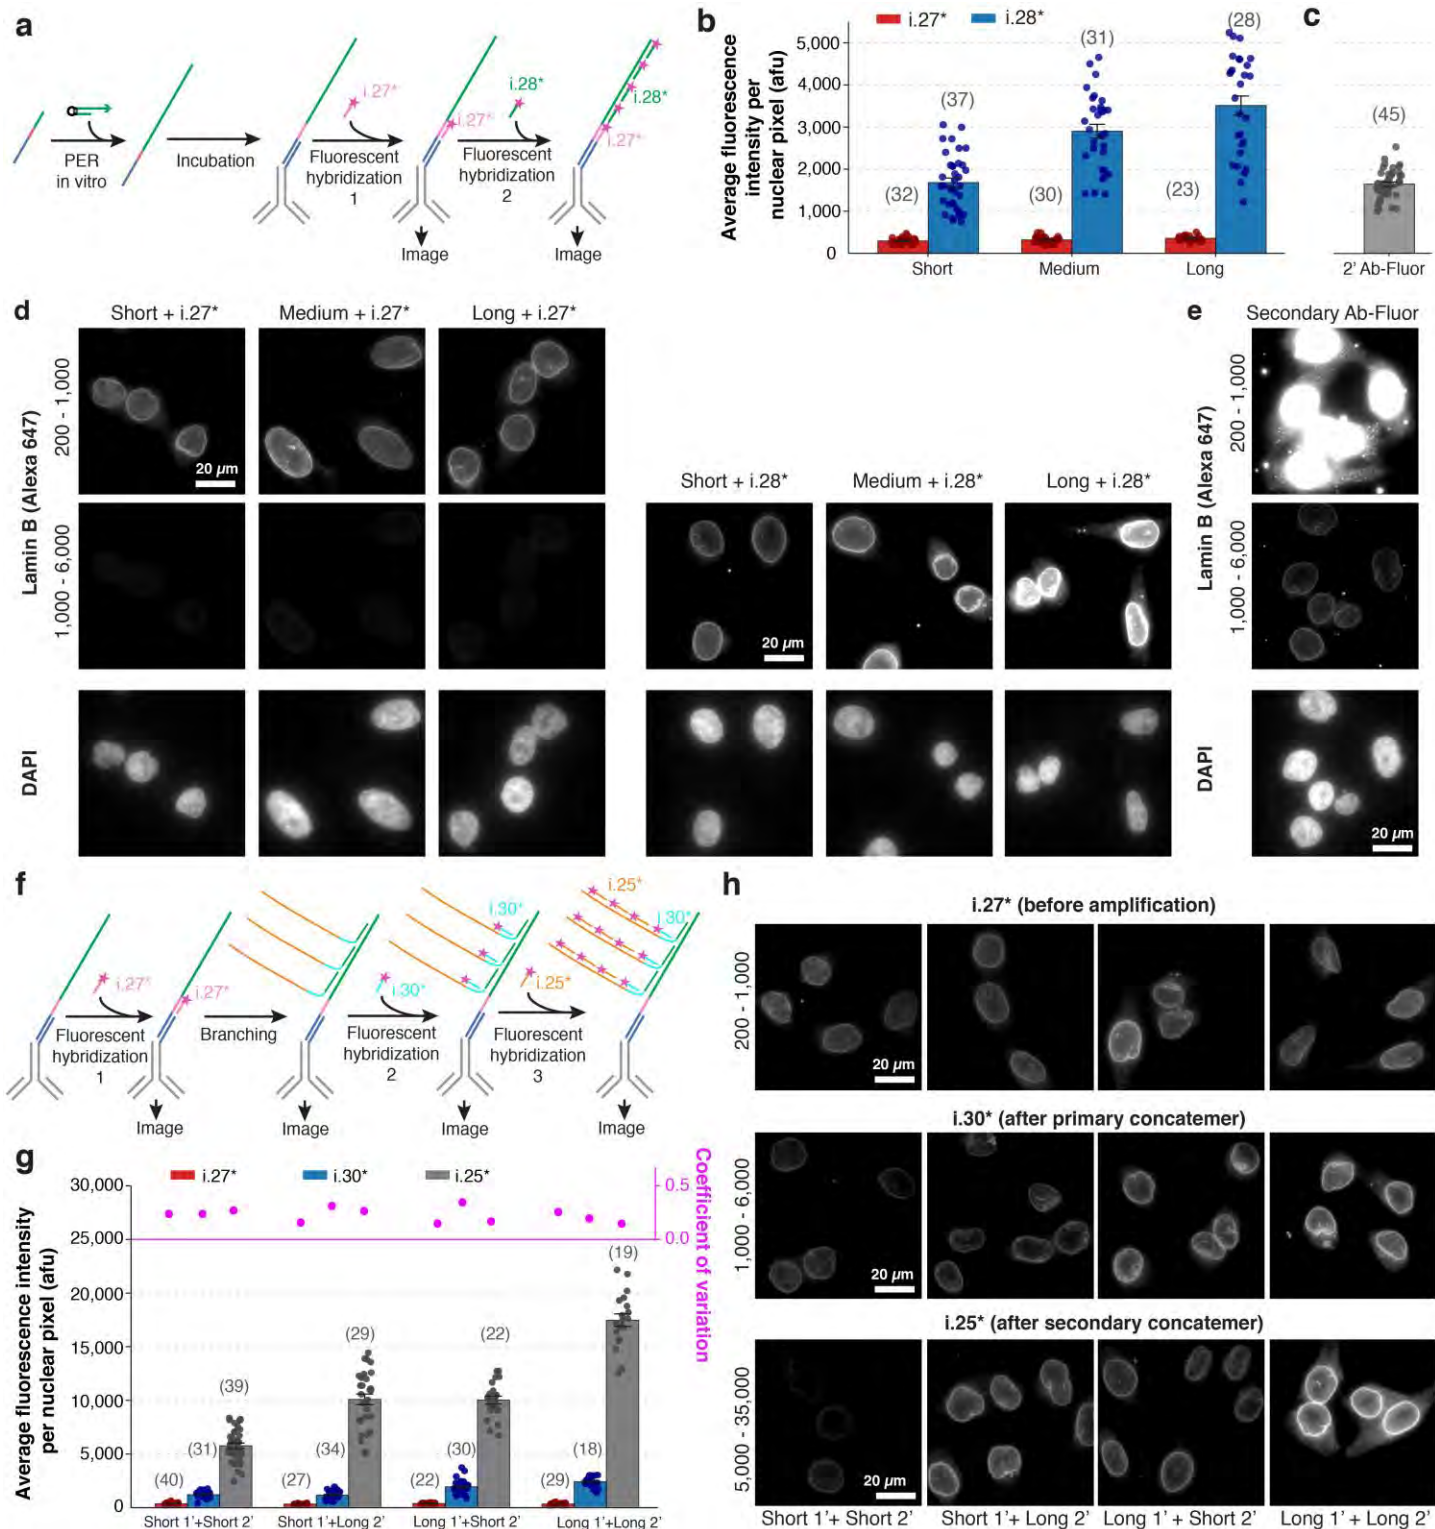 a
PER
in vitro
Incubation
i.27*
Fluorescent
hybridization
1
i.27*
Image
i.28*
Fluorescent
hybridization
2
i.28*
i.27*
Image
b
i.27*
i.28*
Average fluorescence
intensity per
nuclear pixel (afu)
5,000
4,000
3,000
2,000
1,000
0
(32)
(37)
(30)
(31)
(23)
(28)
Short
Medium
Long
c
(45)
2' Ab-Fluor
d
Short + i.27*
Medium + i.27*
Long + i.27*
Lamin B (Alexa 647)
200 - 1,000
1,000 - 6,000
DAPI
20 µm
Short + i.28*
Medium + i.28*
Long + i.28*
20 µm
e
Secondary Ab-Fluor
Lamin B (Alexa 647)
200 - 1,000
1,000 - 6,000
DAPI
20 µm
f
i.27*
Fluorescent
hybridization
1
i.27*
Image
Branching
Image
i.30*
Fluorescent
hybridization
2
i.30*
Image
i.25*
Fluorescent
hybridization
3
i.25*
i.30*
Image
g
i.27*
i.30*
i.25*
Average fluorescence intensity
per nuclear pixel (afu)
30,000
25,000
20,000
15,000
10,000
5,000
0
0.5
0.0
Coefficient of variation
(40)
(31)
(39)
(27)
(34)
(29)
(22)
(30)
(22)
(29)
(18)
(19)
Short 1'+Short 2'
Short 1'+Long 2'
Long 1'+Short 2'
Long 1'+Long 2'
h
i.27* (before amplification)
200 - 1,000
20 µm
i.30* (after primary concatemer)
1,000 - 6,000
20 µm
i.25* (after secondary concatemer)
5,000 - 35,000
20 µm
Short 1'+ Short 2'
Short 1'+ Long 2'
Long 1'+ Short 2'
Long 1'+ Long 2'